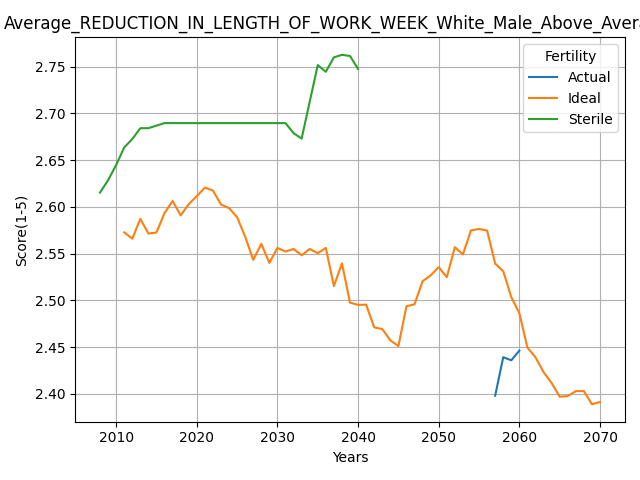 Average_REDUCTION_IN_LENGTH_OF_WORK_WEEK_White_Male_Above_Avera
Fertility
Actual
Ideal
Sterile
Score(1-5)
2.75
2.70
2.65
2.60
2.55
2.50
2.45
2.40
2010 2020 2030 2040 2050 2060 2070
Years